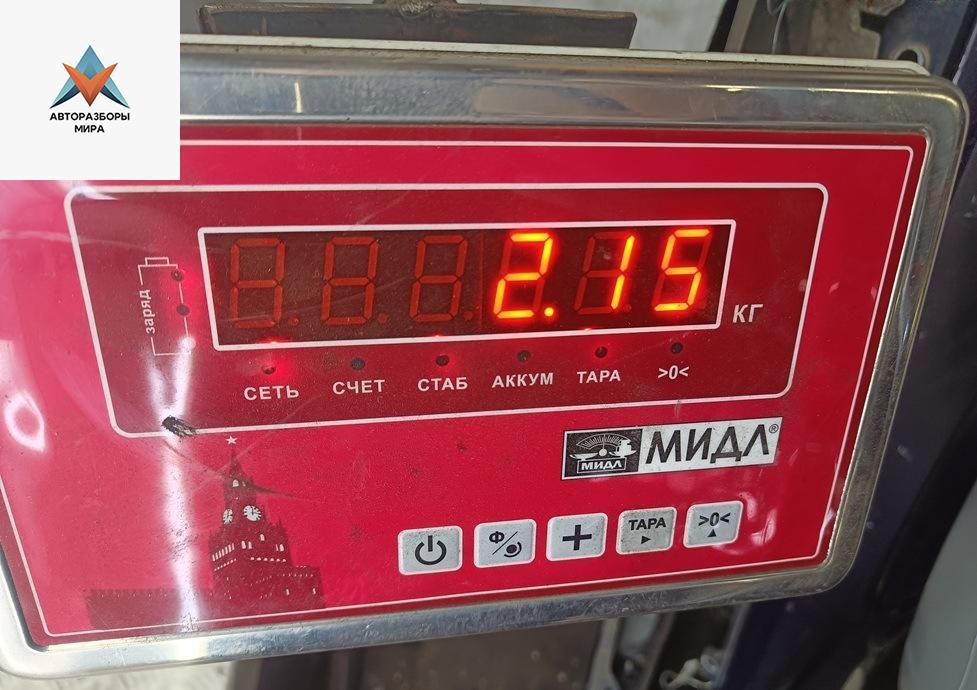 АВТОРАЗБОРЫ
МИРА
заряд
2.15
КГ
СЕТЬ СЧЕТ СТАБ АККУМ ТАРА >0<
МИДЛ МИДЛ®
Ф/ + ТАРА >0<